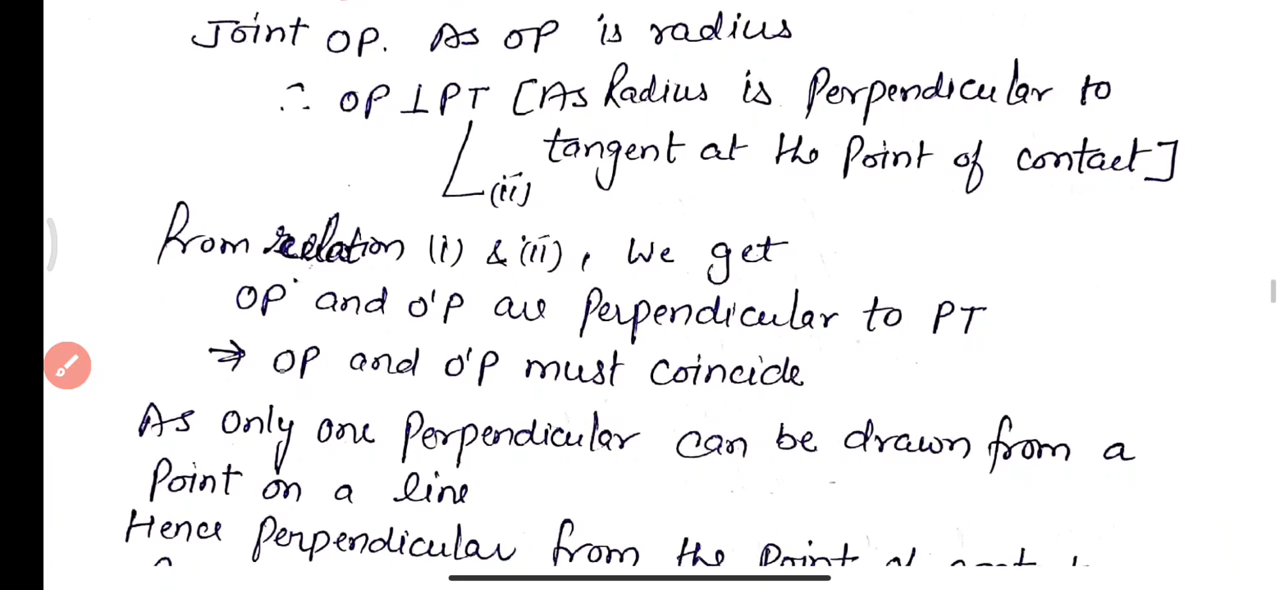 Joint OP. As OP is radius
∴ OP ⊥ PT [As Radius is Perpendicular to
tangent at the Point of contact]
(ii)
From relation (i) & (ii), We get
OP and O'P are Perpendicular to PT
⇒ OP and O'P must coincide
As only one Perpendicular can be drawn from a
Point on a line
Hence Perpendicular from the Point